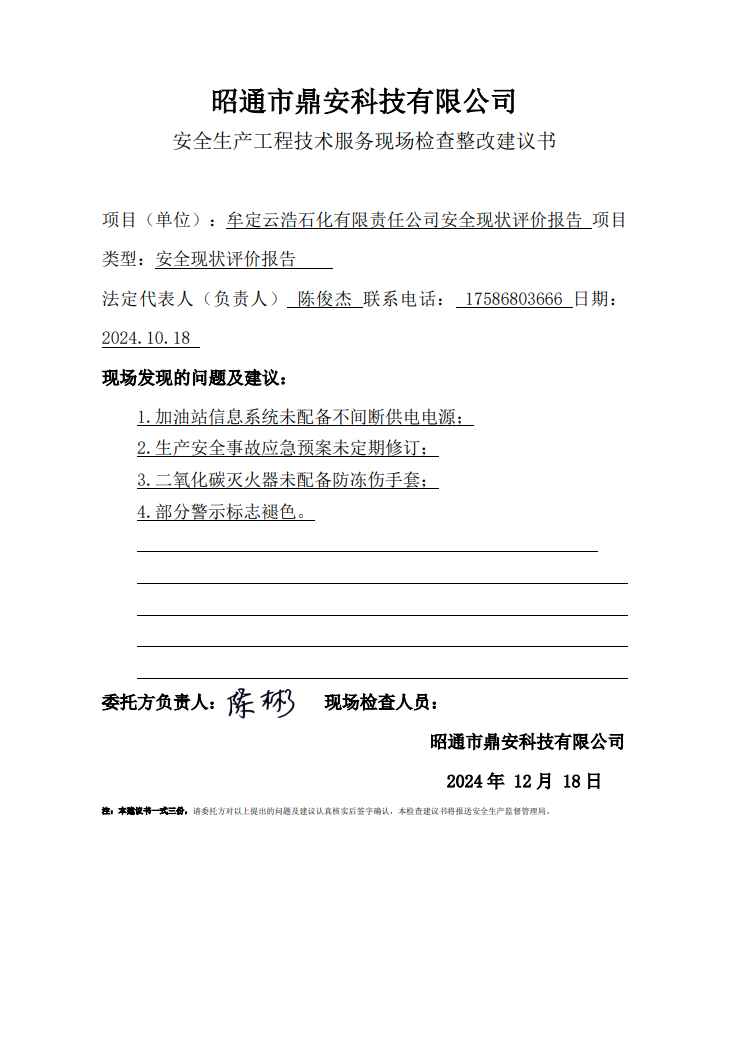 昭通市鼎安科技有限公司
安全生产工程技术服务现场检查整改建议书
项目（单位）：牟定云浩石化有限责任公司安全现状评价报告 项目
类型：安全现状评价报告
法定代表人（负责人） 陈俊杰 联系电话： 17586803666 日期：
2024.10.18
现场发现的问题及建议：
1.加油站信息系统未配备不间断供电电源；
2.生产安全事故应急预案未定期修订；
3.二氧化碳灭火器未配备防冻伤手套；
4.部分警示标志褪色。
委托方负责人：陈彬 现场检查人员：
昭通市鼎安科技有限公司
2024 年 12 月 18 日
注：本建议书一式三份，请委托方对以上提出的问题及建议认真核实后签字确认，本检查建议书将报送安全生产监督管理局。